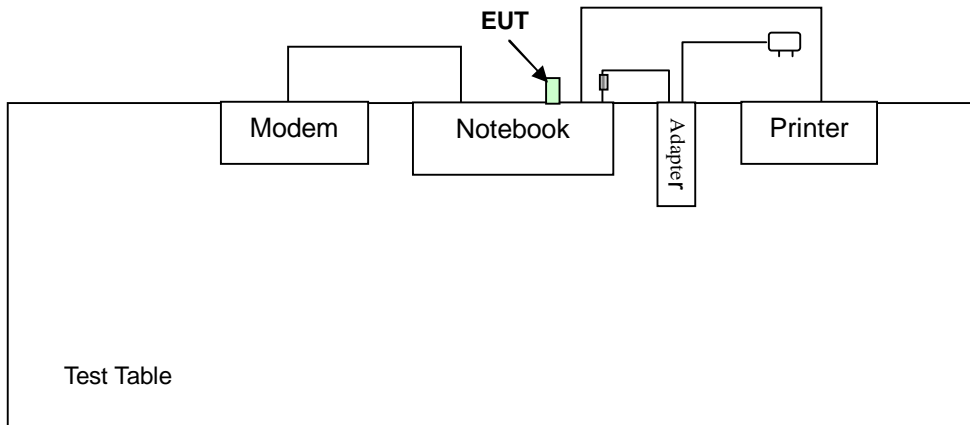 EUT
Modem
Notebook
Adapter
Printer
Test Table